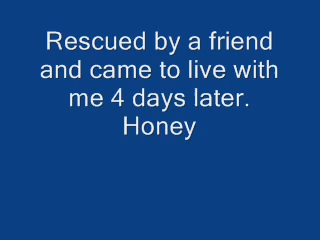 Rescued by a friend
and came to live with
me 4 days later.
Honey